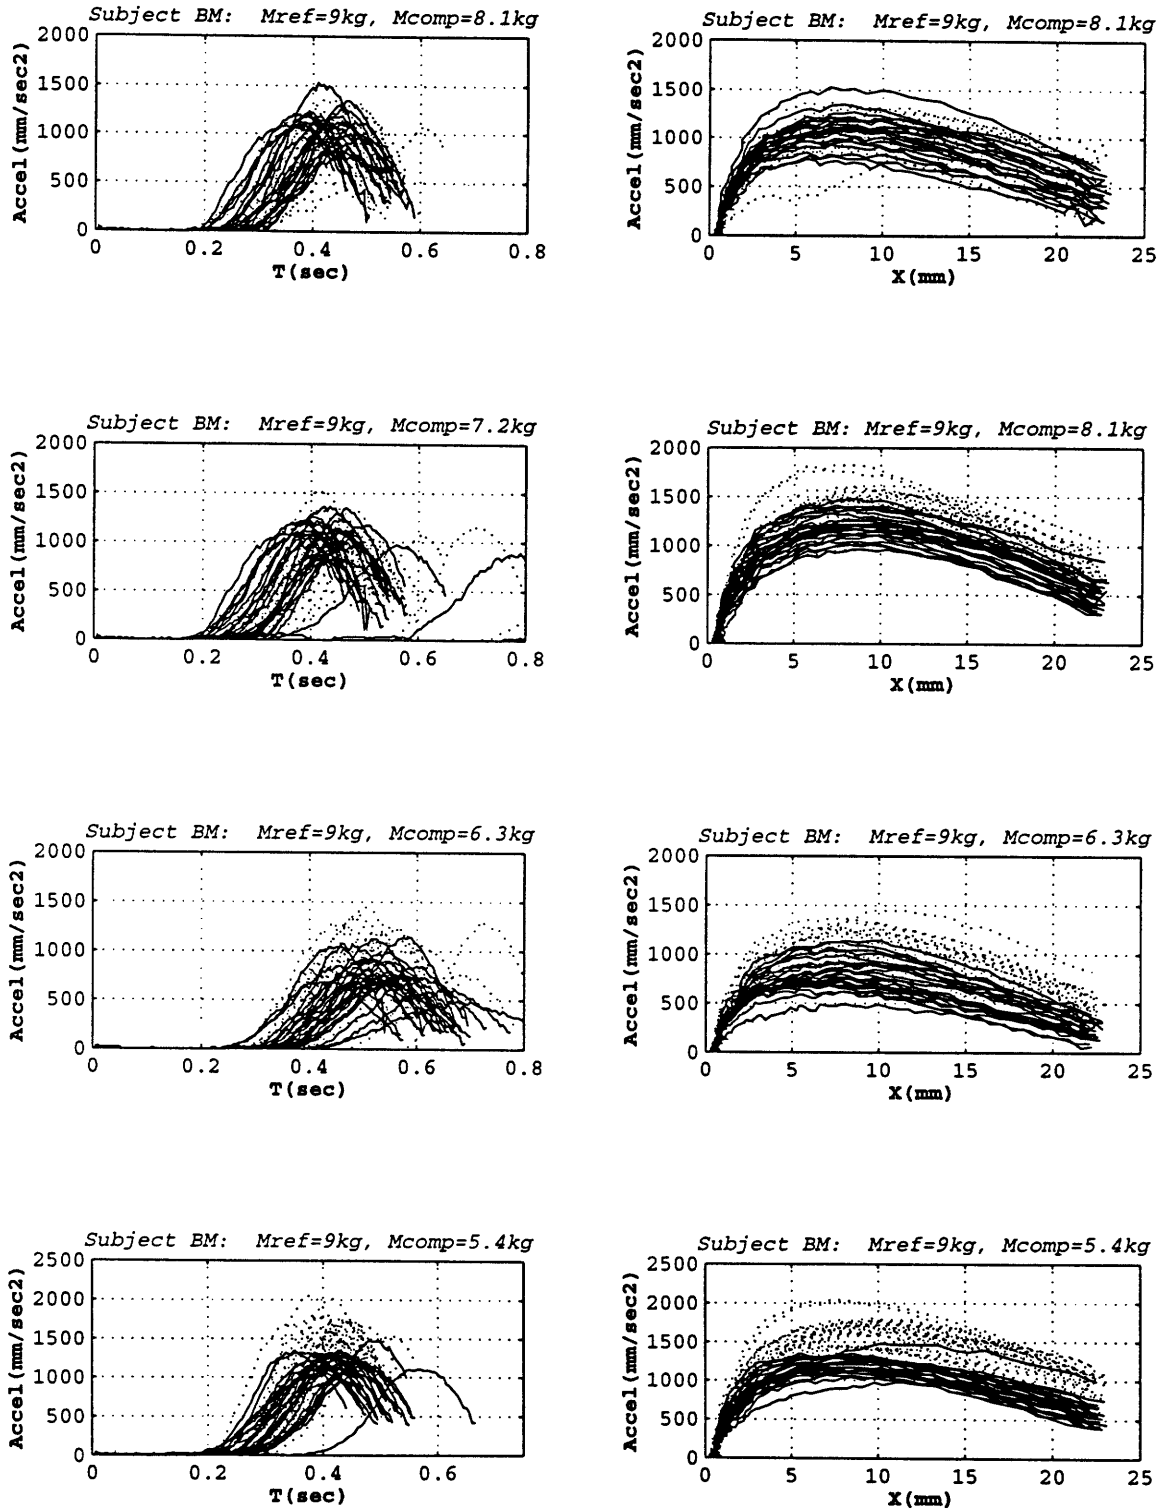 Subject BM: Mref=9kg, Mcomp=8.1kg
2000
1500
1000
500
0
Accel(mm/sec2)
0 0.2 0.4 0.6 0.8
T(sec)
Subject BM: Mref=9kg, Mcomp=8.1kg
2000
1500
1000
500
0
Accel(mm/sec2)
0 5 10 15 20 25
X(mm)
Subject BM: Mref=9kg, Mcomp=7.2kg
2000
1500
1000
500
0
Accel(mm/sec2)
0 0.2 0.4 0.6 0.8
T(sec)
Subject BM: Mref=9kg, Mcomp=8.1kg
2000
1500
1000
500
0
Accel(mm/sec2)
0 5 10 15 20 25
X(mm)
Subject BM: Mref=9kg, Mcomp=6.3kg
2000
1500
1000
500
0
Accel(mm/sec2)
0 0.2 0.4 0.6 0.8
T(sec)
Subject BM: Mref=9kg, Mcomp=6.3kg
2000
1500
1000
500
0
Accel(mm/sec2)
0 5 10 15 20 25
X(mm)
Subject BM: Mref=9kg, Mcomp=5.4kg
2500
2000
1500
1000
500
0
Accel(mm/sec2)
0 0.2 0.4 0.6
Subject BM: Mref=9kg, Mcomp=5.4kg
2500
2000
1500
1000
500
0
Accel(mm/sec2)
0 5 10 15 20 25
X(mm)